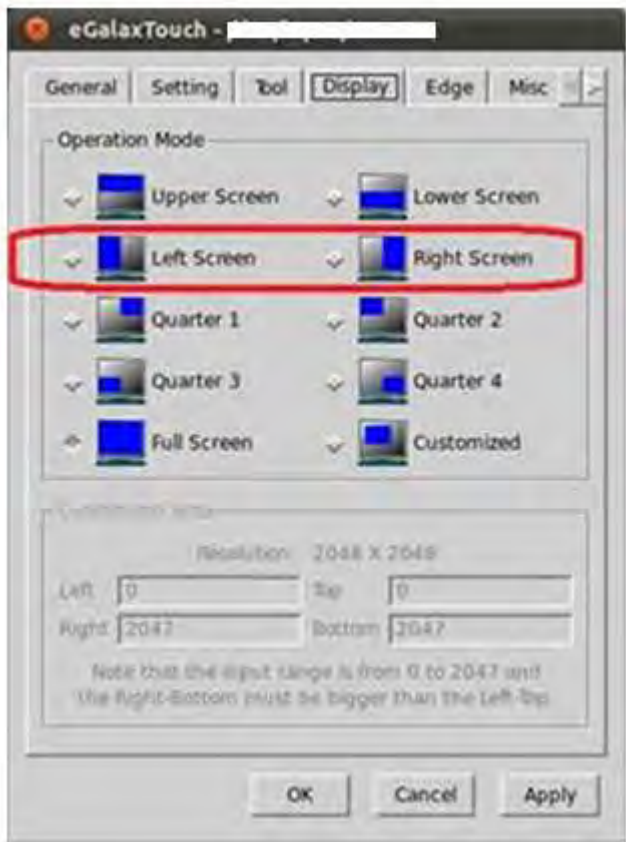 eGalaxTouch -
General Setting Tool Display Edge Misc
Operation Mode
Upper Screen Lower Screen
Left Screen Right Screen
Quarter 1 Quarter 2
Quarter 3 Quarter 4
Full Screen Customized
Resolution 2048 X 2048
Left 0 Top 0
Right 2047 Bottom 2047
Note that the input range is from 0 to 2047 and
the Right-Bottom must be bigger than the Left-Top
OK Cancel Apply